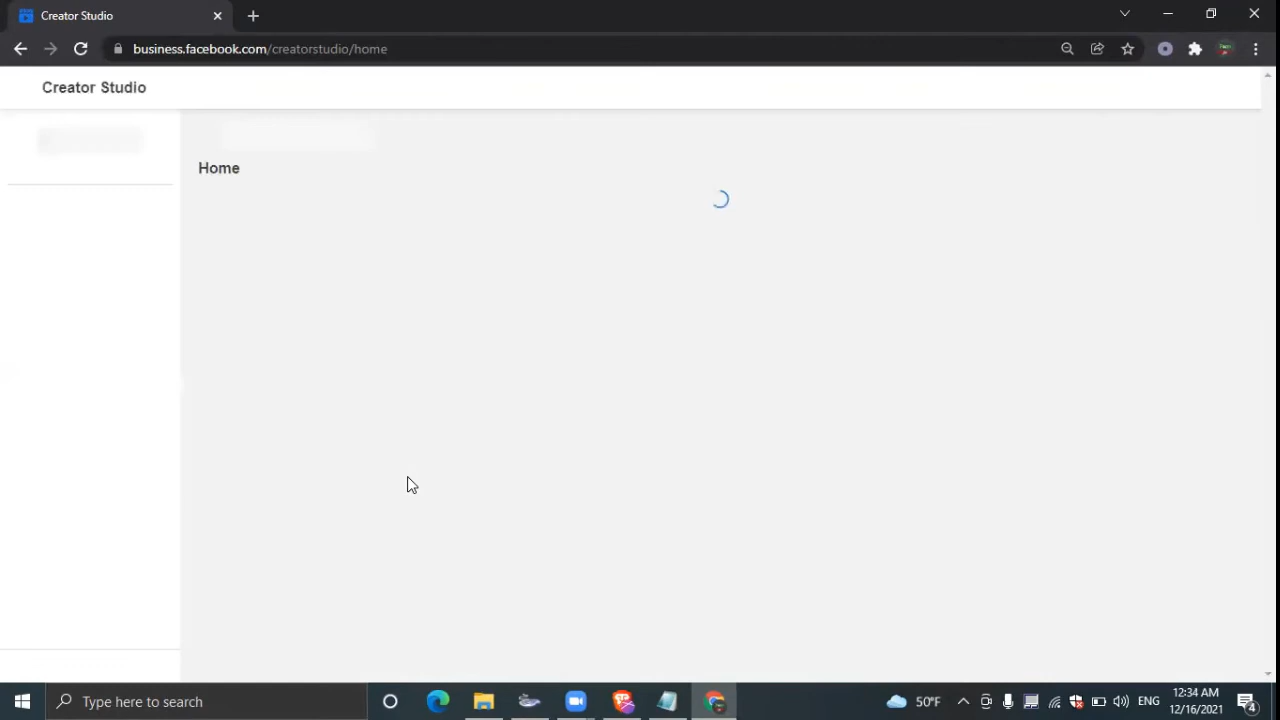 Creator Studio
business.facebook.com/creatorstudio/home
Creator Studio
Home
Type here to search
50°F
ENG
12:34 AM
12/16/2021
4